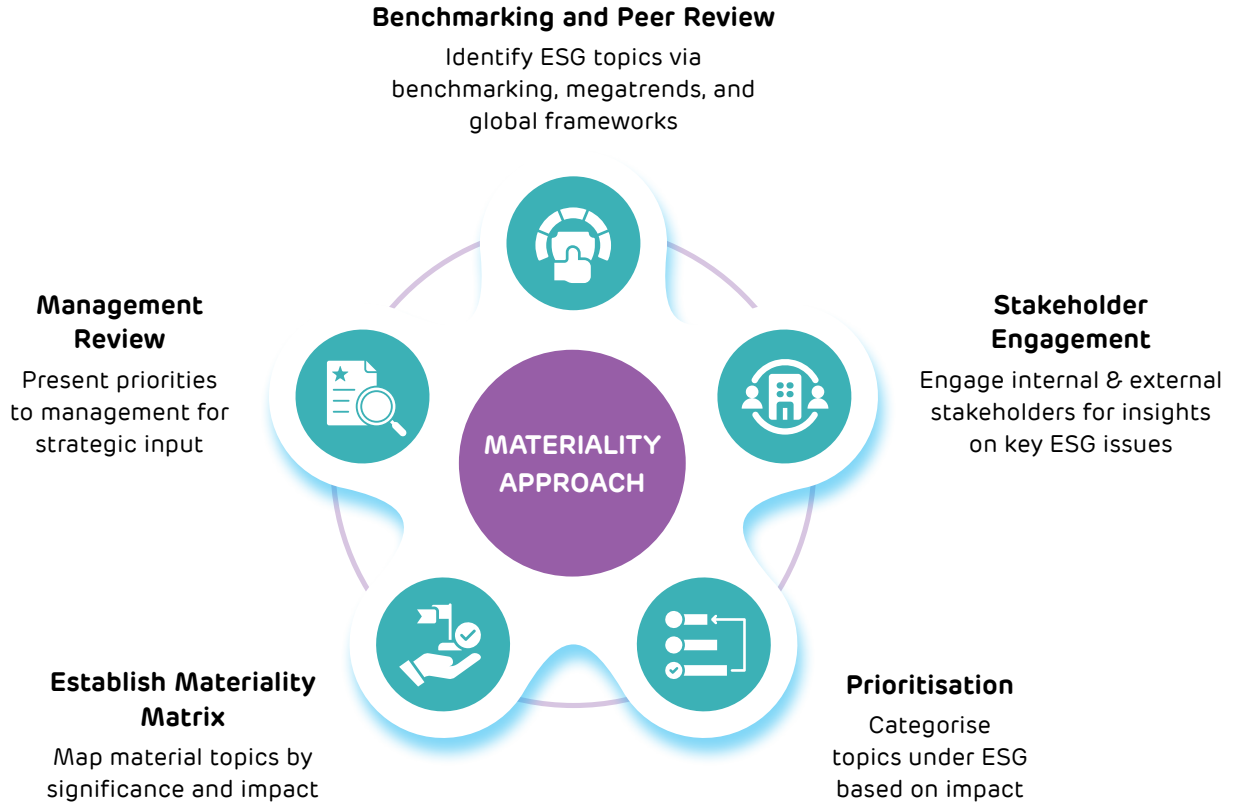 Benchmarking and Peer Review
Identify ESG topics via
benchmarking, megatrends, and
global frameworks
Stakeholder
Engagement
Engage internal & external
stakeholders for insights
on key ESG issues
Prioritisation
Categorise
topics under ESG
based on impact
Establish Materiality
Matrix
Map material topics by
significance and impact
Management
Review
Present priorities
to management for
strategic input
MATERIALITY
APPROACH